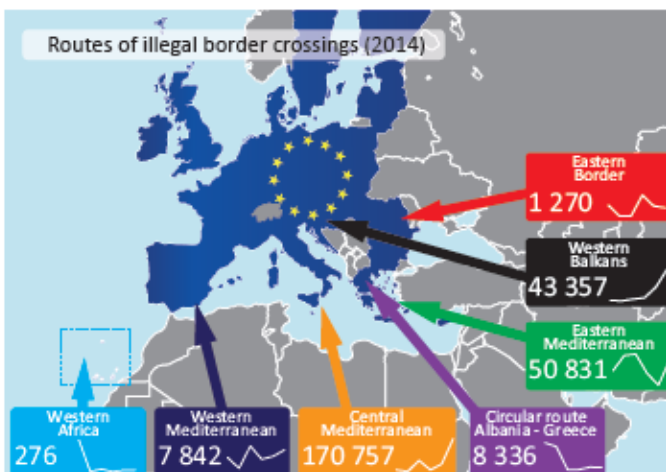 Routes of illegal border crossings (2014)
Eastern
Border
1 270
Western
Balkans
43 357
Eastern
Mediterranean
50 831
Western
Africa
276
Western
Mediterranean
7 842
Central
Mediterranean
170 757
Circular route
Albania - Greece
8 336